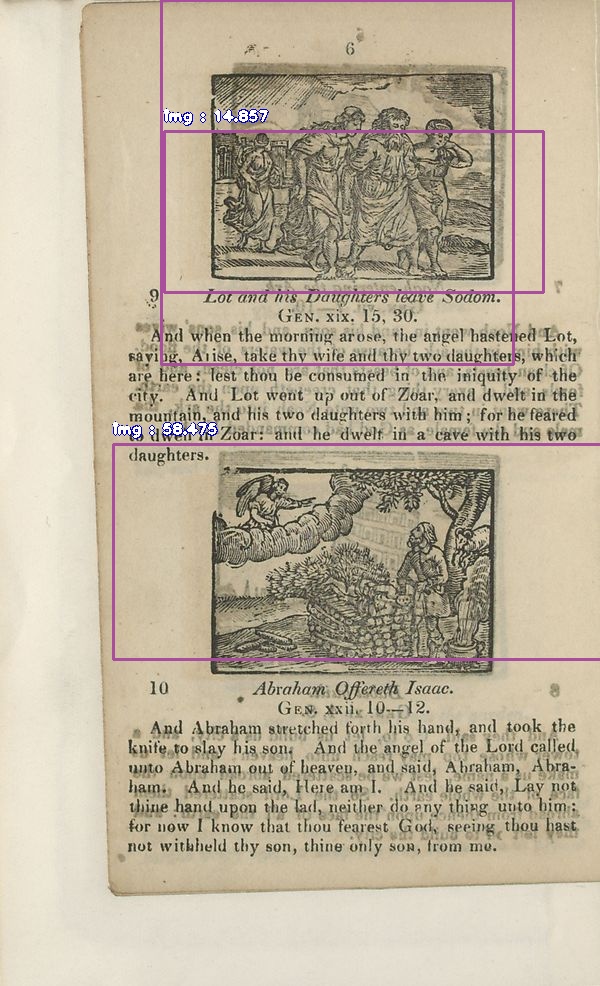 6
img : 14.857
9 Lot and his Daughters leave Sodom.
GEN. xix. 15, 30.
And when the morning arose, the angel hastened Lot,
saying, Arise, take thy wife and thy two daughters, which
are here: lest thou be consumed in the iniquity of the
city. And Lot went up out of Zoar, and dwelt in the
mountain, and his two daughters with him; for he feared
img : 58.475
to dwell in Zoar: and he dwelt in a cave with his two
daughters.
10 Abraham Offereth Isaac.
GEN. xxii. 10—12.
And Abraham stretched forth his hand, and took the
knife to slay his son. And the angel of the Lord called
unto Abraham out of heaven, and said, Abraham, Abra-
ham. And he said, Here am I. And he said, Lay not
thine hand upon the lad, neither do any thing unto him:
for now I know that thou fearest God, seeing thou hast
not withheld thy son, thine only son, from me.